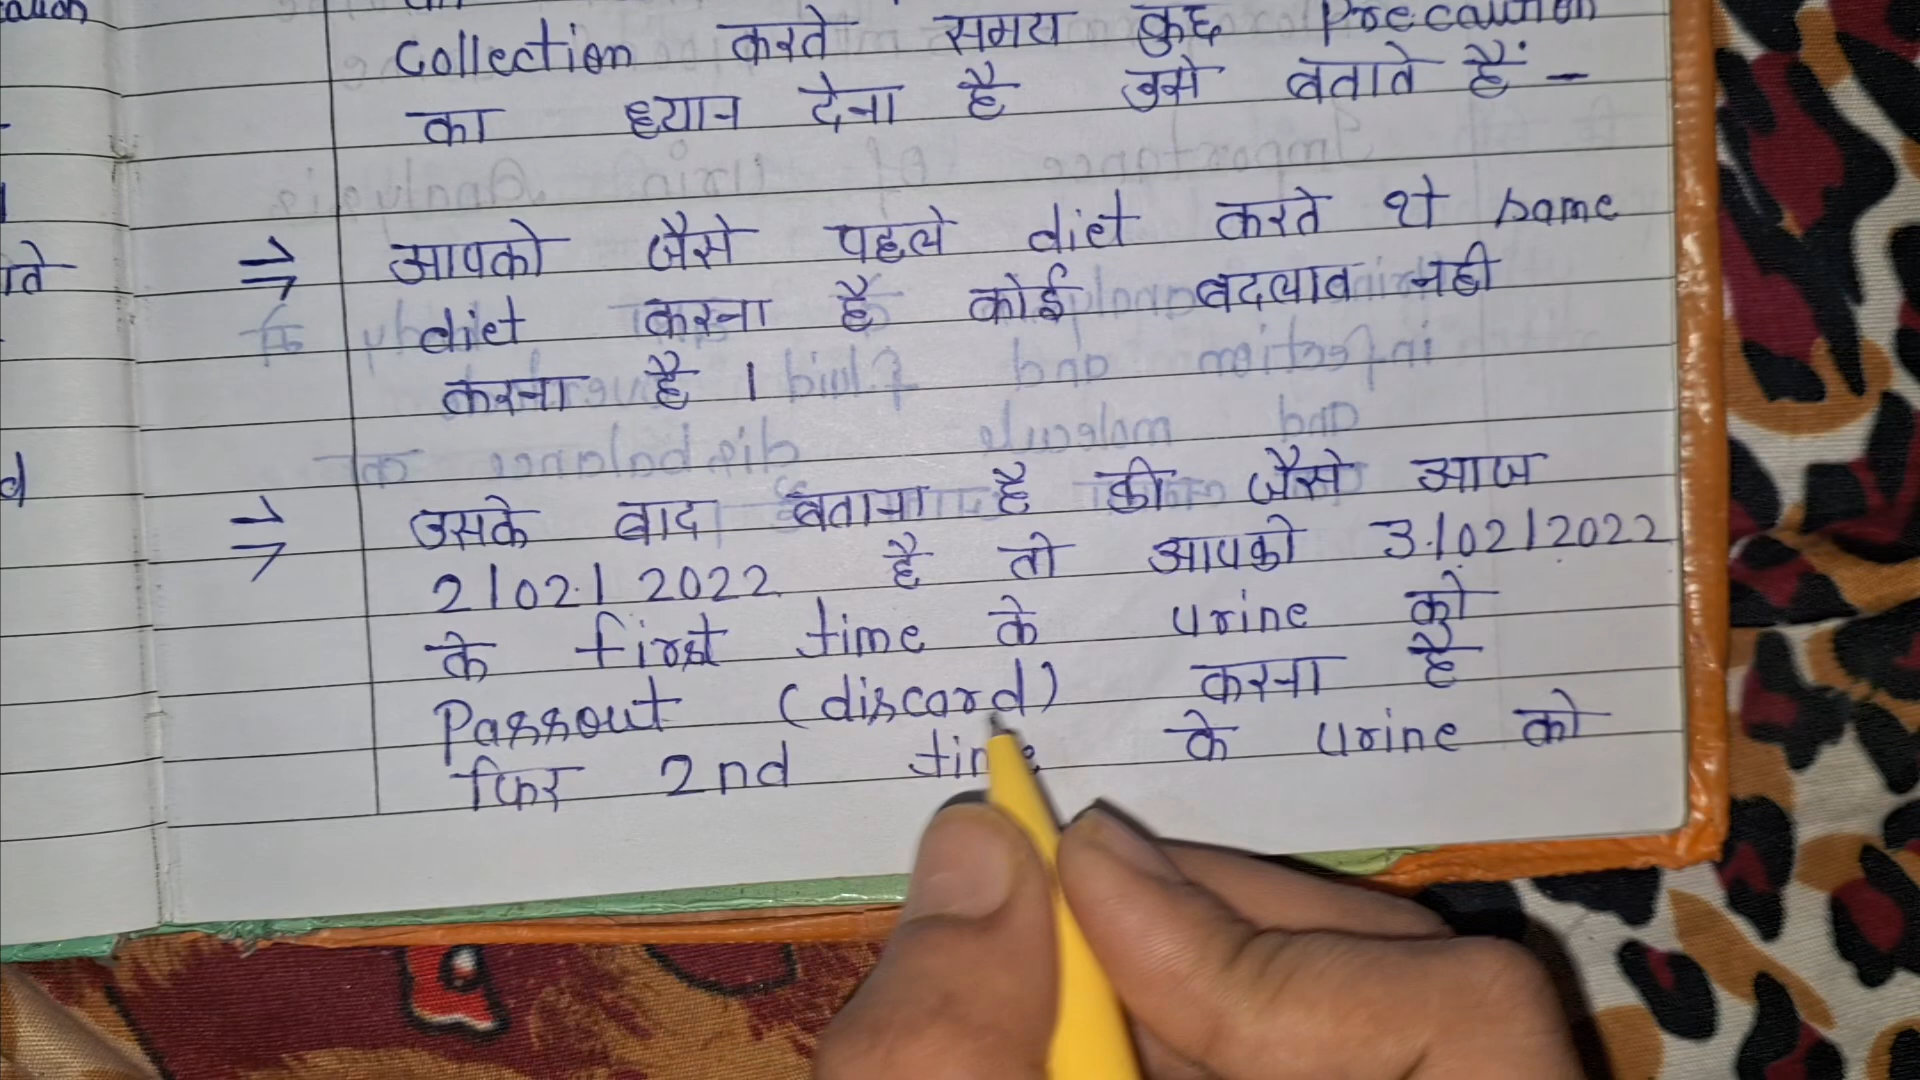 Collection करते समय कुछ Precaution
का ध्यान देना है उसे बताते हैं -
⇒ आपको जैसे पहले diet करते थे same
diet करना है कोई बदलाव नही
करना है ।
⇒ उसके बाद बताया है की जैसे आज
2/02/2022 है तो आपको 3/02/2022
के first time के urine को
Passout (discard) करना है
फिर 2nd time के urine को